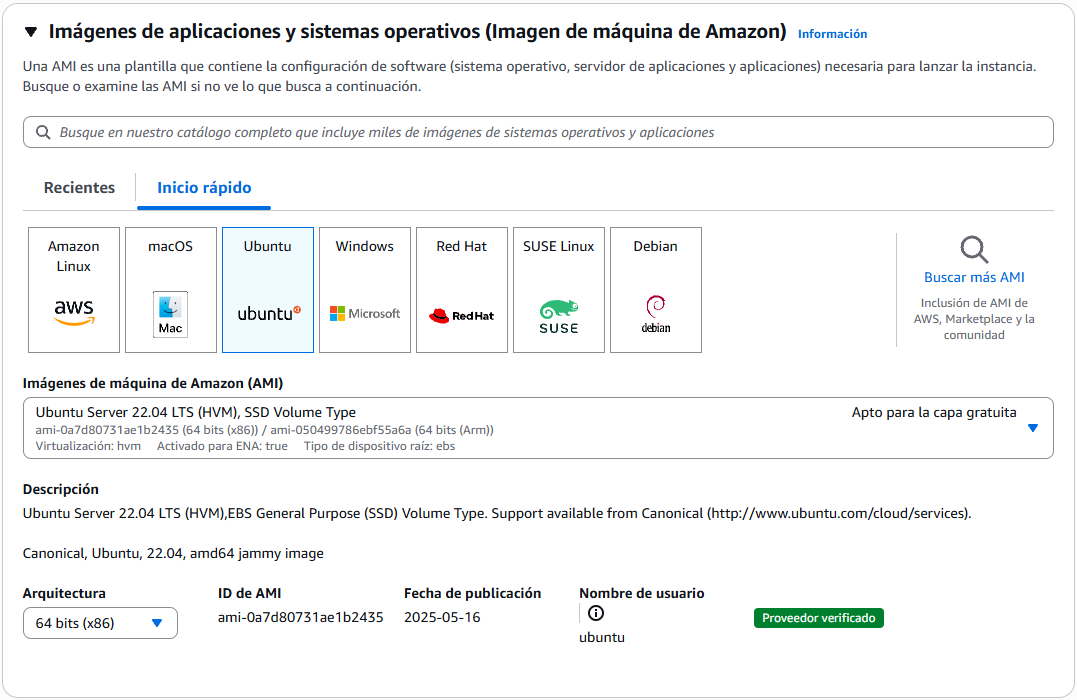 Imágenes de aplicaciones y sistemas operativos (Imagen de máquina de Amazon) Información
Una AMI es una plantilla que contiene la configuración de software (sistema operativo, servidor de aplicaciones y aplicaciones) necesaria para lanzar la instancia.
Busque o examine las AMI si no ve lo que busca a continuación.
Busque en nuestro catálogo completo que incluye miles de imágenes de sistemas operativos y aplicaciones
Recientes
Inicio rápido
Amazon
Linux
aws
macOS
Mac
Ubuntu
ubuntu
Windows
Microsoft
Red Hat
Red Hat
SUSE Linux
SUSE
Debian
debian
Buscar más AMI
Inclusión de AMI de
AWS, Marketplace y la
comunidad
Imágenes de máquina de Amazon (AMI)
Ubuntu Server 22.04 LTS (HVM), SSD Volume Type
Apto para la capa gratuita
ami-0a7d80731ae1b2435 (64 bits (x86)) / ami-050499786ebf55a6a (64 bits (Arm))
Virtualización: hvm Activado para ENA: true Tipo de dispositivo raíz: ebs
Descripción
Ubuntu Server 22.04 LTS (HVM),EBS General Purpose (SSD) Volume Type. Support available from Canonical (http://www.ubuntu.com/cloud/services).
Canonical, Ubuntu, 22.04, amd64 jammy image
Arquitectura
64 bits (x86)
ID de AMI
ami-0a7d80731ae1b2435
Fecha de publicación
2025-05-16
Nombre de usuario
ubuntu
Proveedor verificado